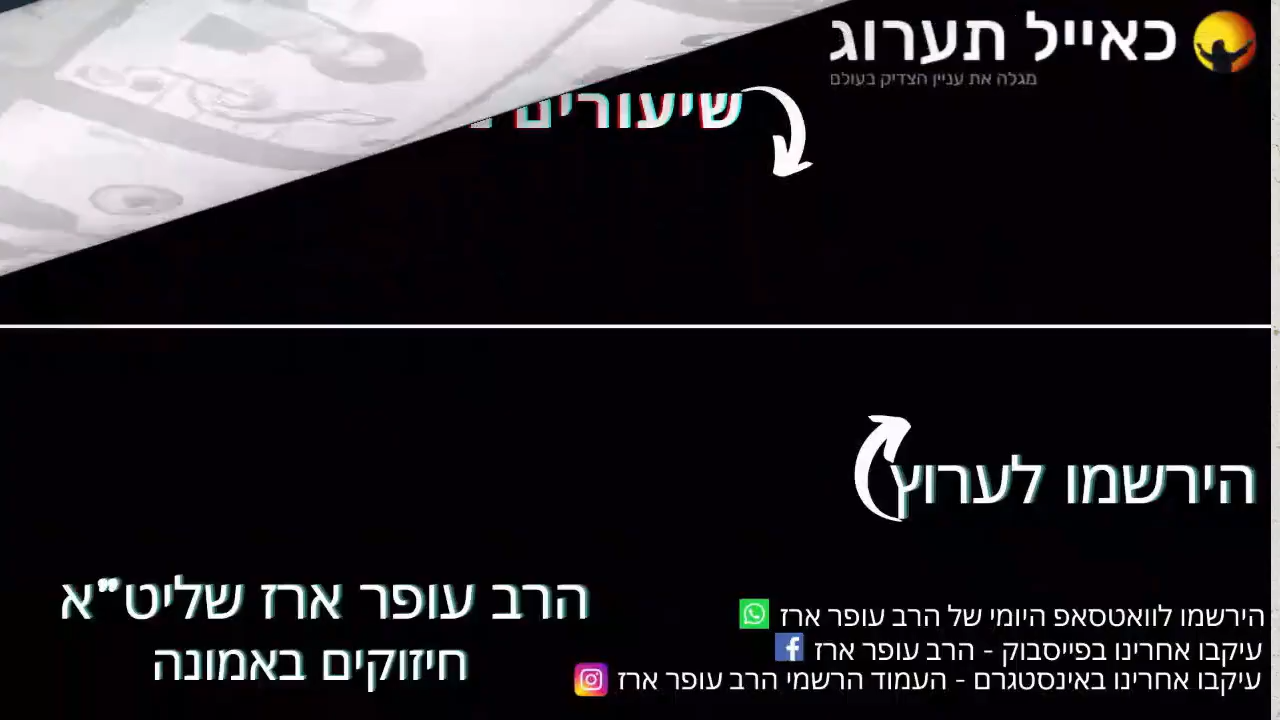 כאייל תערוג
מגלה את עניין הצדיק בעולם
שיעורים
הירשמו לערוץ
הרב עופר ארז שליט"א
חיזוקים באמונה
הירשמו לוואטסאפ היומי של הרב עופר ארז
עיקבו אחרינו בפייסבוק - הרב עופר ארז
עיקבו אחרינו באינסטגרם - העמוד הרשמי הרב עופר ארז